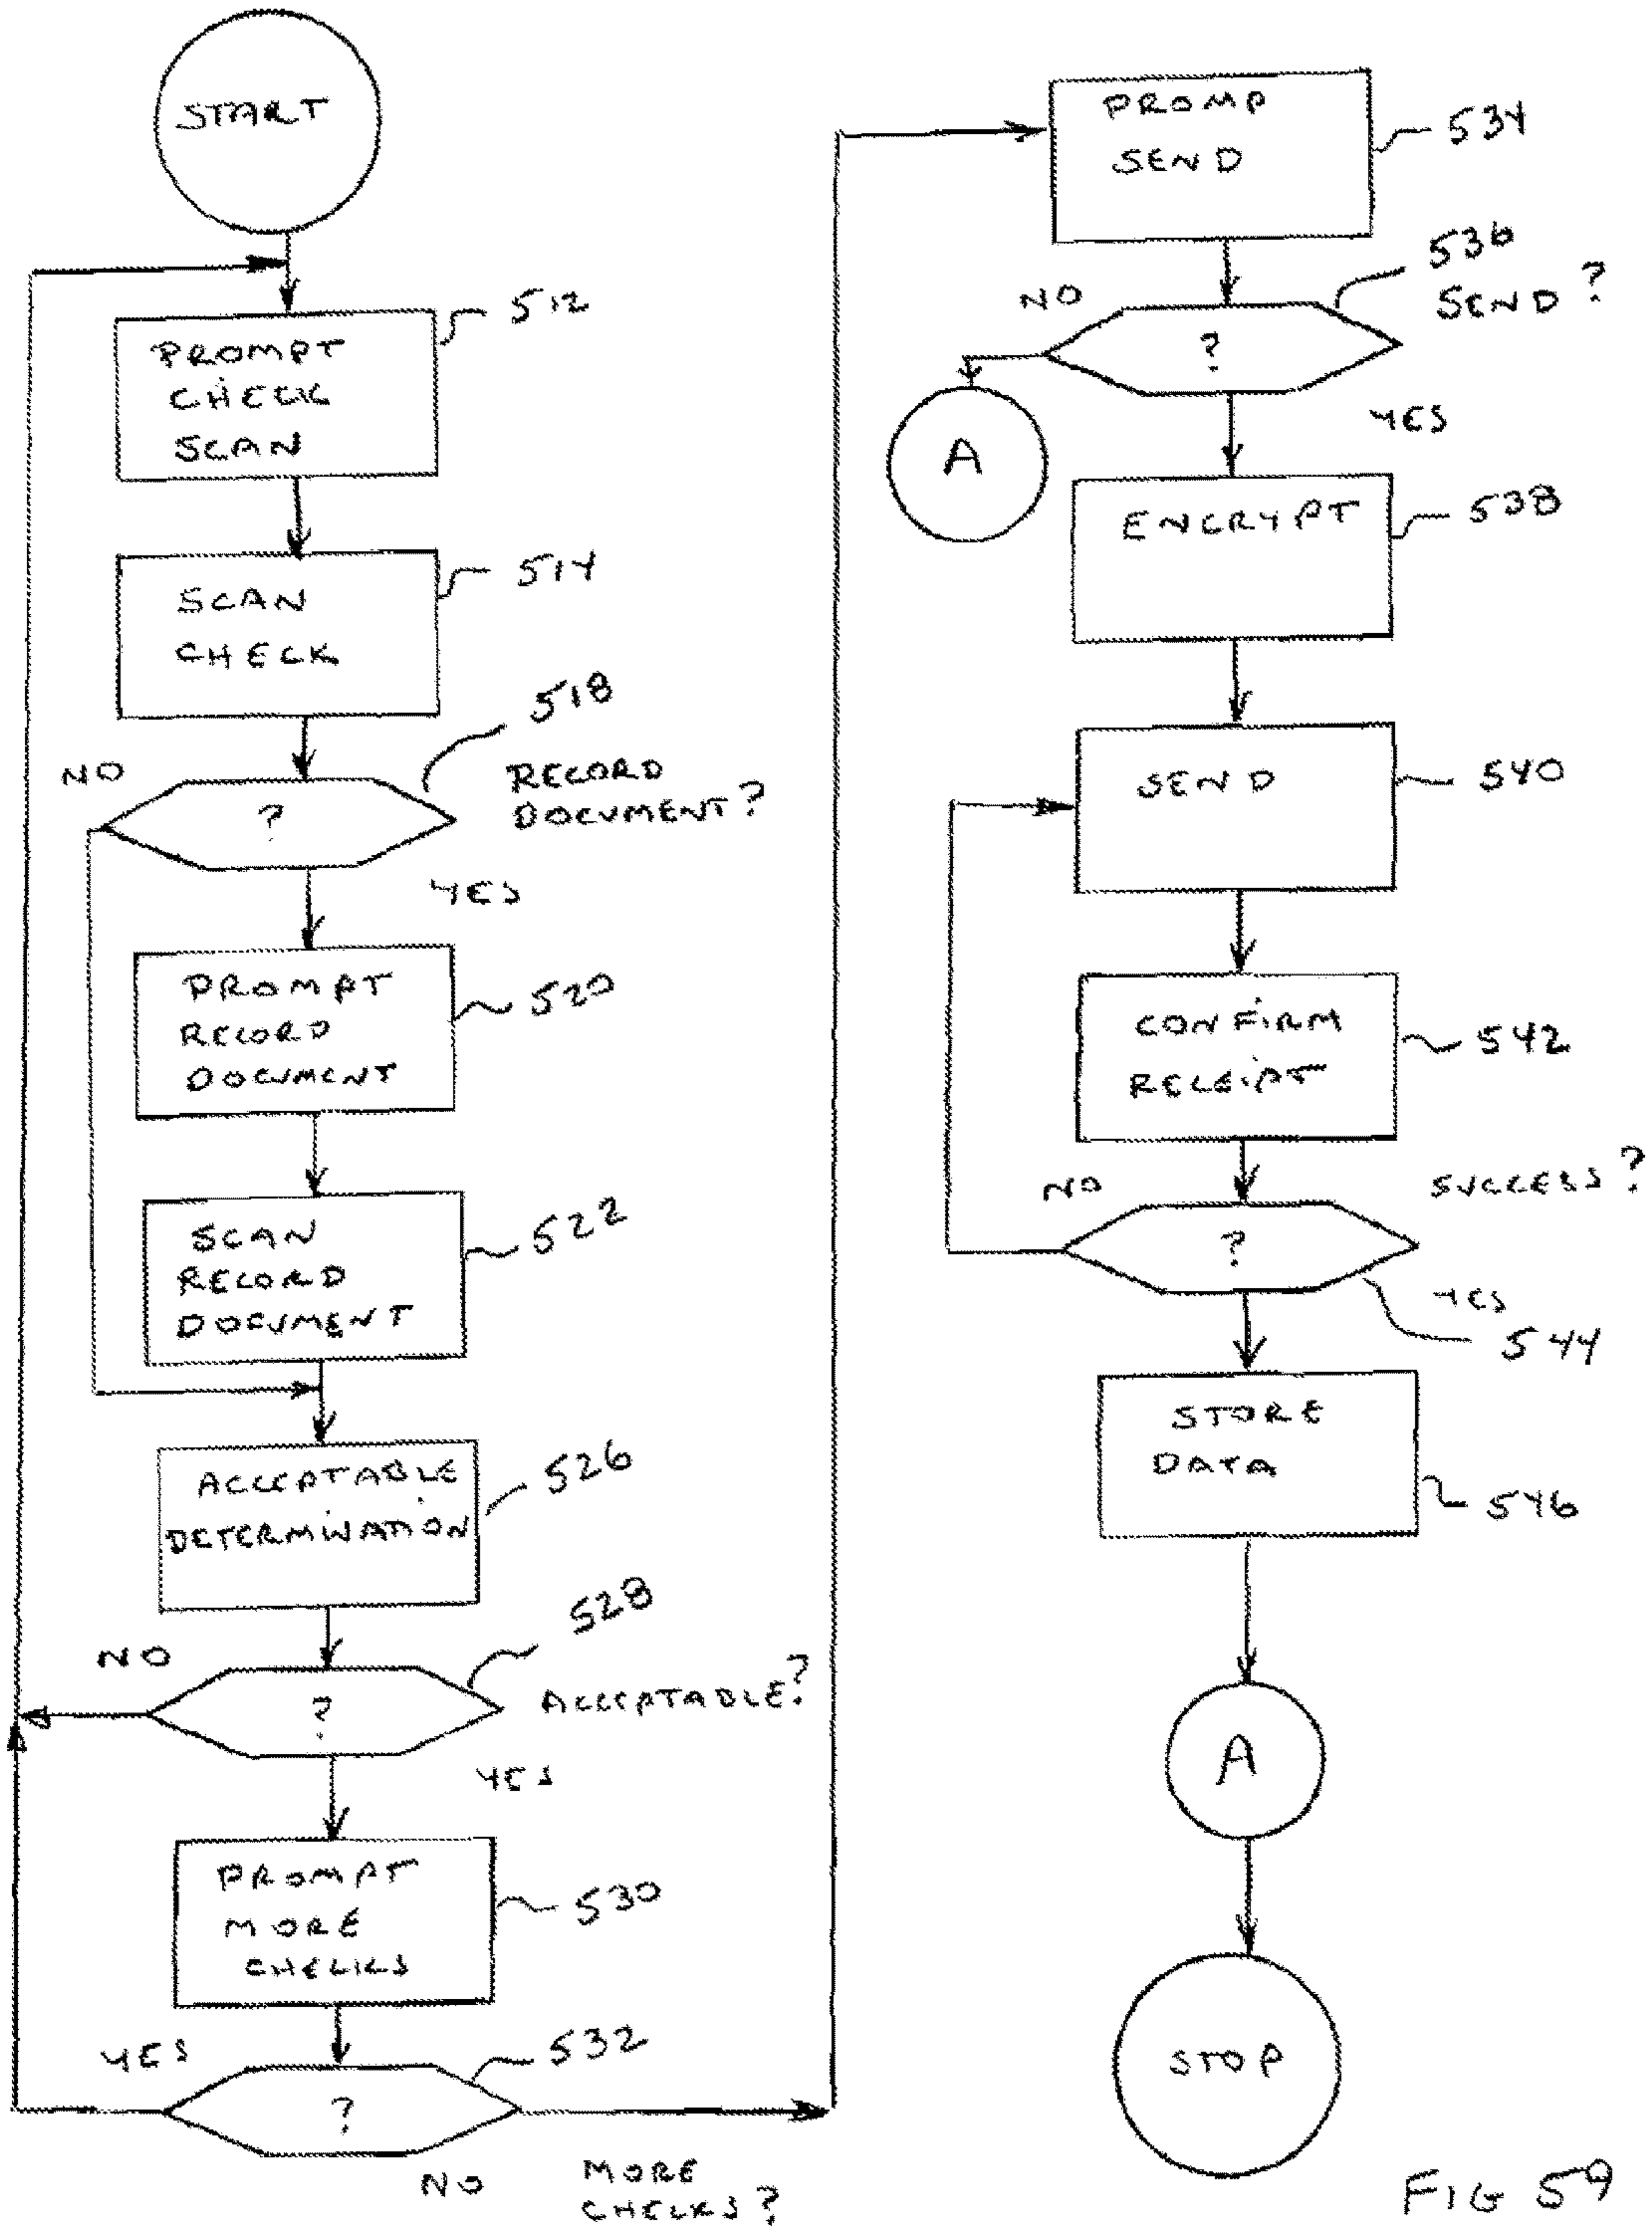 START
512
PROMPT
CHECK
SCAN
514
SCAN
CHECK
518
NO
RECORD
DOCUMENT?
?
YES
520
PROMPT
RECORD
DOCUMENT
522
SCAN
RECORD
DOCUMENT
526
ACCEPTABLE
DETERMINATION
528
NO
ACCEPTABLE?
?
YES
530
PROMPT
MORE
CHECKS
532
YES
?
NO
MORE
CHECKS?
PROMP
SEND
534
536
NO
SEND?
?
A
YES
ENCRYPT
538
SEND
540
CONFIRM
RECEIPT
542
NO
SUCCESS?
?
YES
544
STORE
DATA
546
A
STOP
FIG 59